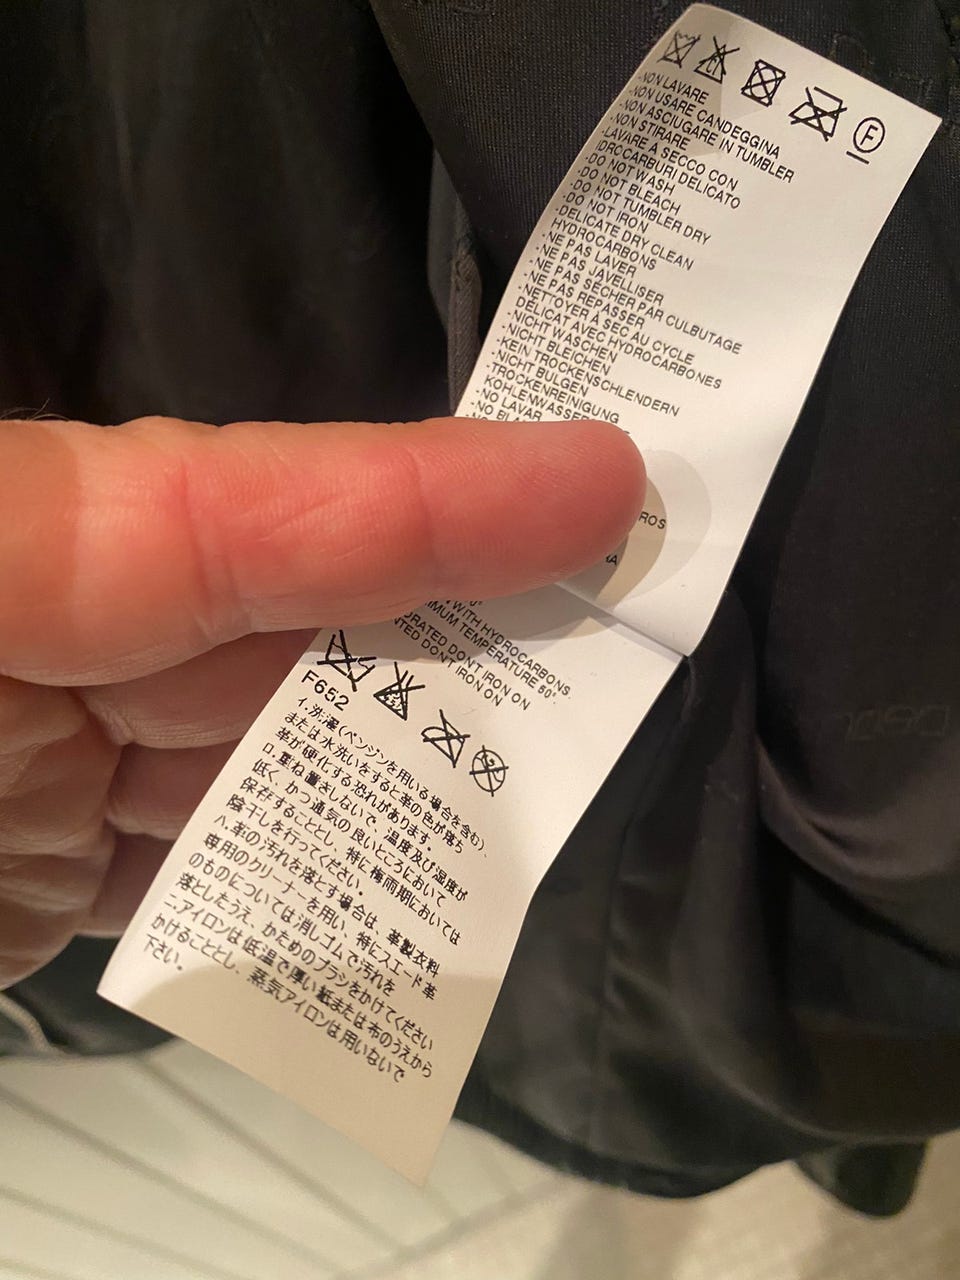 CL
F
-NON LAVARE
-NON USARE CANDEGGINA
-NON ASCIUGARE IN TUMBLER
-NON STIRARE
-LAVARE A SECCO CON
IDROCARBURI DELICATO
-DO NOT WASH
-DO NOT BLEACH
-DO NOT TUMBLER DRY
-DO NOT IRON
-DELICATE DRY CLEAN
HYDROCARBONS
-NE PAS LAVER
-NE PAS JAVELLISER
-NE PAS SECHER PAR CULBUTAGE
-NE PAS REPASSER
-NETTOYER A SEC AU CYCLE
DELICAT AVEC HYDROCARBONES
-NICHT WASCHEN
-NICHT BLEICHEN
-KEIN TROCKENSCHLENDERN
-NICHT BULGEN
-TROCKENREINIGUNG
-NO LAVAR
WITH HYDROCARBONS.
TEMPERATURE 50°.
DON'T IRON ON
DON'T IRON ON
F652
イ.洗濯(ベンジンを用いる場合を含む)、
または水洗いをすると革の色が落ち
革が硬化する恐れがあります。
ロ.重ね置きしないで、温度及び湿度が
低く、かつ通気の良いところにおいて
保存することとし、特に梅雨期においては
陰干しを行ってください。
ハ.革の汚れを落とす場合は、革製衣料
専用のクリーナーを用い、特にスエード革
のものについては消しゴムで汚れを
落としたうえ、かためのブラシをかけてください
ニ.アイロンは低温で厚い紙または布のうえから
かけることとし、蒸気アイロンは用いないで
下さい。